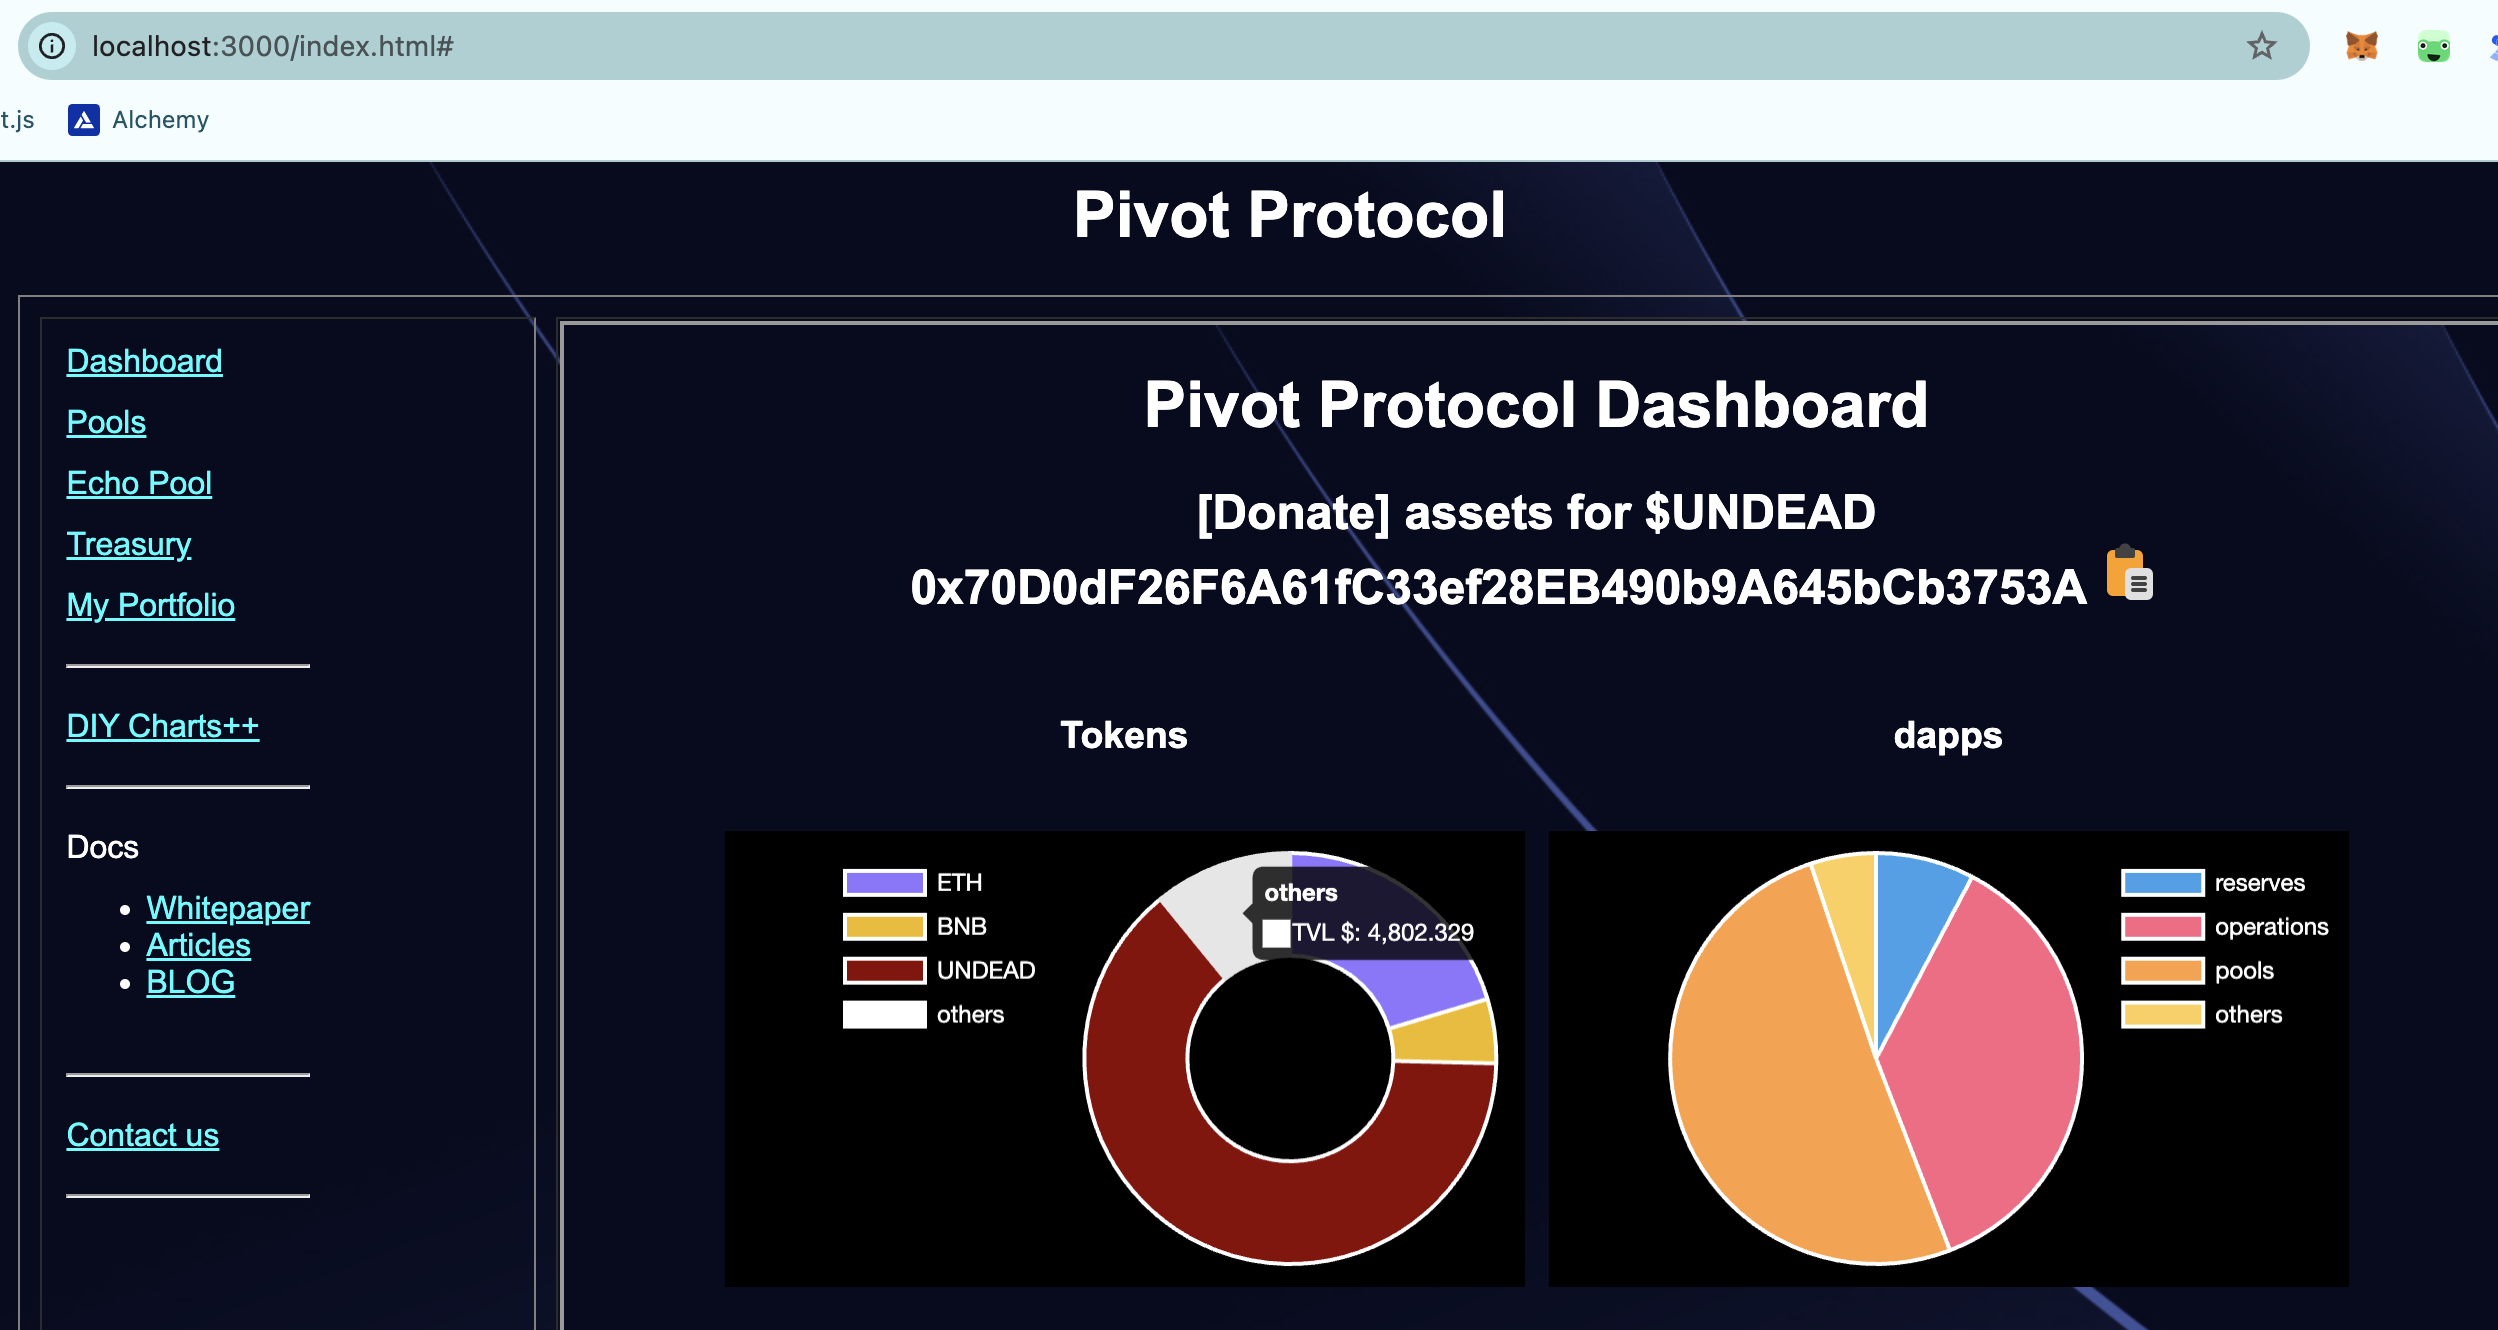 localhost:3000/index.html#
t.js
Alchemy
Pivot Protocol
Dashboard
Pools
Echo Pool
Treasury
My Portfolio
DIY Charts++
Docs
Whitepaper
Articles
BLOG
Contact us
Pivot Protocol Dashboard
[Donate] assets for $UNDEAD
0x70D0dF26F6A61fC33ef28EB490b9A645bCb3753A
Tokens
ETH
BNB
UNDEAD
others
others
TVL $: 4,802.329
dapps
reserves
operations
pools
others